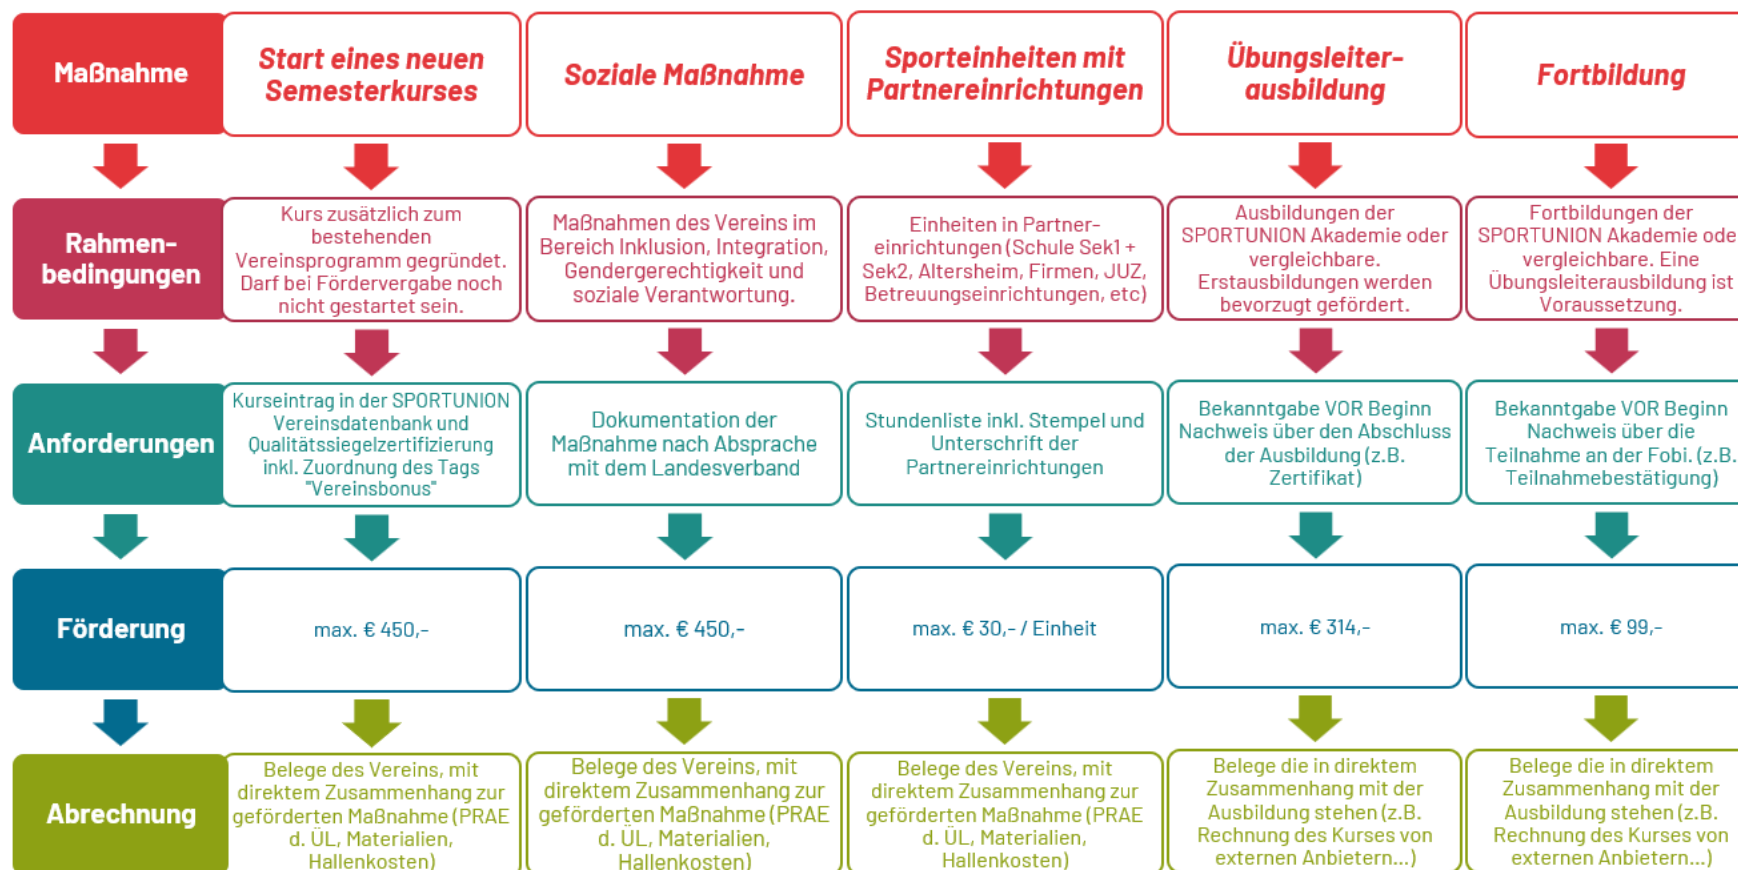 Maßnahme
Start eines neuen
Semesterkurses
Soziale Maßnahme
Sporteinheiten mit
Partnereinrichtungen
Übungsleiter-
ausbildung
Fortbildung
Rahmen-
bedingungen
Kurs zusätzlich zum
bestehenden
Vereinsprogramm gegründet.
Darf bei Fördervergabe noch
nicht gestartet sein.
Maßnahmen des Vereins im
Bereich Inklusion, Integration,
Gendergerechtigkeit und
soziale Verantwortung.
Einheiten in Partner-
einrichtungen (Schule Sek1 +
Sek2, Altersheim, Firmen, JUZ,
Betreuungseinrichtungen, etc)
Ausbildungen der
SPORTUNION Akademie oder
vergleichbare.
Erstausbildungen werden
bevorzugt gefördert.
Fortbildungen der
SPORTUNION Akademie ode
vergleichbare. Eine
Übungsleiterausbildung ist
Voraussetzung.
Anforderungen
Kurseintrag in der SPORTUNION
Vereinsdatenbank und
Qualitätssiegelzertifizierung
inkl. Zuordnung des Tags
"Vereinsbonus"
Dokumentation der
Maßnahme nach Absprache
mit dem Landesverband
Stundenliste inkl. Stempel und
Unterschrift der
Partnereinrichtungen
Bekanntgabe VOR Beginn
Nachweis über den Abschluss
der Ausbildung (z.B.
Zertifikat)
Bekanntgabe VOR Beginn
Nachweis über die
Teilnahme an der Fobi. (z.B.
Teilnahmebestätigung)
Förderung
max. € 450,-
max. € 450,-
max. € 30,- / Einheit
max. € 314,-
max. € 99,-
Abrechnung
Belege des Vereins, mit
direktem Zusammenhang zur
geförderten Maßnahme (PRAE
d. ÜL, Materialien,
Hallenkosten)
Belege des Vereins, mit
direktem Zusammenhang zur
geförderten Maßnahme (PRAE
d. ÜL, Materialien,
Hallenkosten)
Belege des Vereins, mit
direktem Zusammenhang zur
geförderten Maßnahme (PRAE
d. ÜL, Materialien,
Hallenkosten)
Belege die in direktem
Zusammenhang mit der
Ausbildung stehen (z.B.
Rechnung des Kurses von
externen Anbietern...)
Belege die in direktem
Zusammenhang mit der
Ausbildung stehen (z.B.
Rechnung des Kurses von
externen Anbietern...)